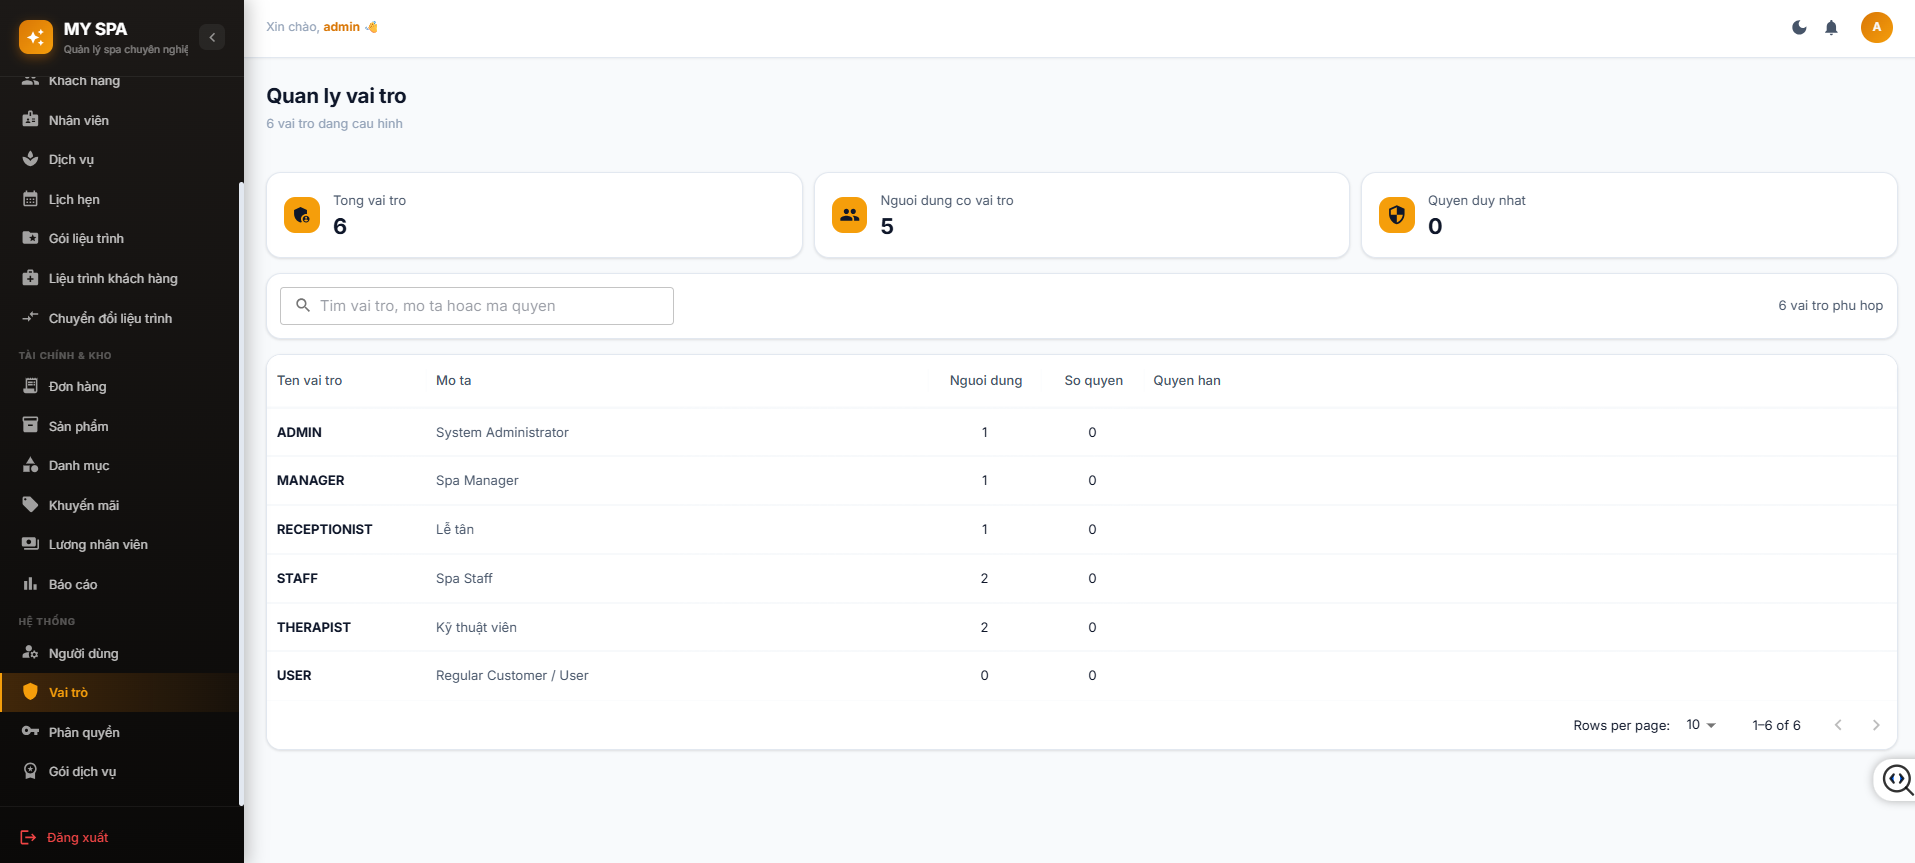 MY SPA
Quản lý spa chuyên nghiệ
Khách hàng
Nhân viên
Dịch vụ
Lịch hẹn
Gói liệu trình
Liệu trình khách hàng
Chuyển đổi liệu trình
TÀI CHÍNH & KHO
Đơn hàng
Sản phẩm
Danh mục
Khuyến mãi
Lương nhân viên
Báo cáo
HỆ THỐNG
Người dùng
Vai trò
Phân quyền
Gói dịch vụ
Đăng xuất
Xin chào, admin 👋
A
Quan ly vai tro
6 vai tro dang cau hinh
Tong vai tro
6
Nguoi dung co vai tro
5
Quyen duy nhat
0
Tim vai tro, mo ta hoac ma quyen
6 vai tro phu hop
Ten vai tro Mo ta Nguoi dung So quyen Quyen han
ADMIN System Administrator 1 0
MANAGER Spa Manager 1 0
RECEPTIONIST Lễ tân 1 0
STAFF Spa Staff 2 0
THERAPIST Kỹ thuật viên 2 0
USER Regular Customer / User 0 0
Rows per page: 10 1–6 of 6